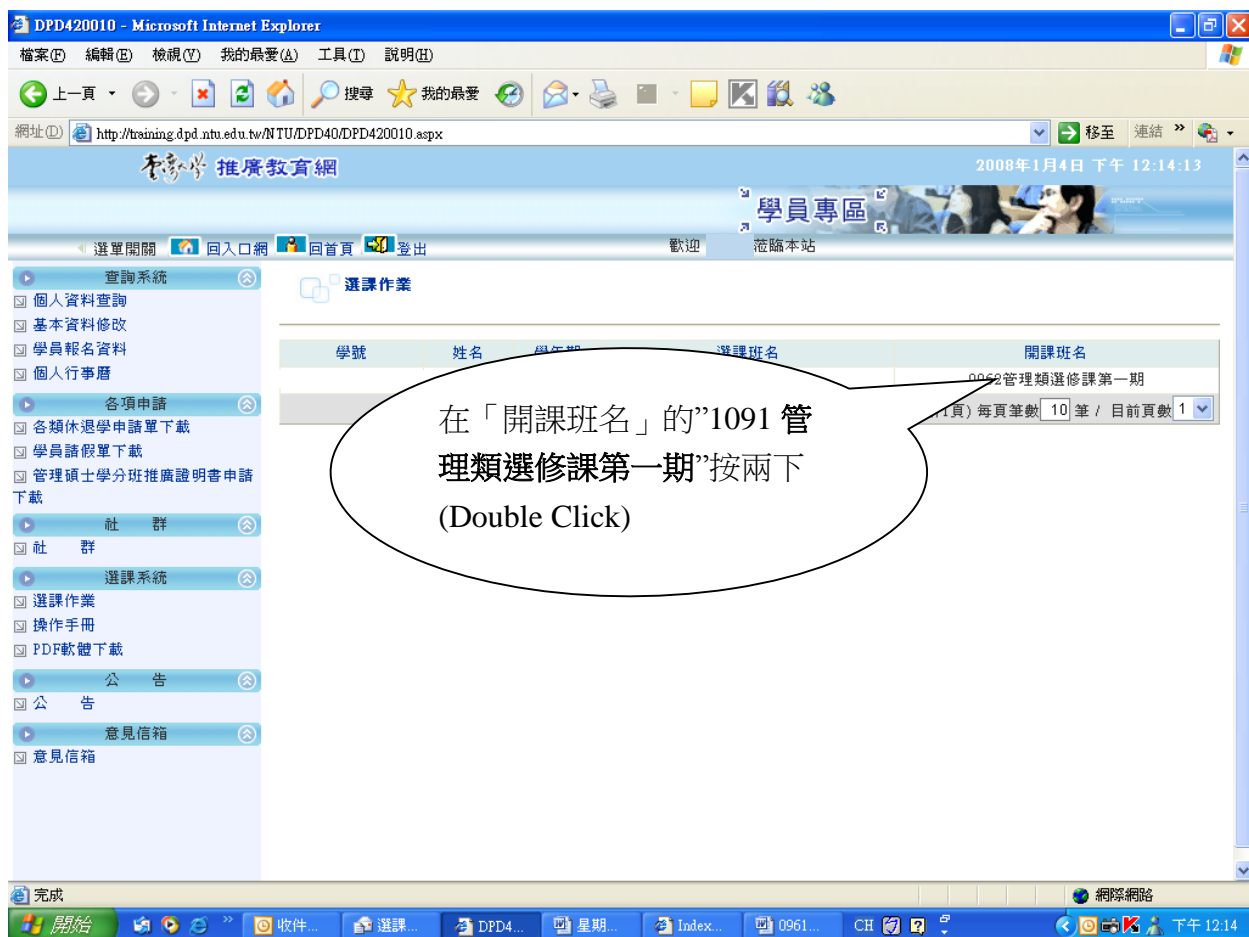 DPD420010 - Microsoft Internet Explorer
檔案(F) 編輯(E) 檢視(V) 我的最愛(A) 工具(T) 說明(H)
上一頁 搜尋 我的最愛
網址(D) http://training.dpd.ntu.edu.tw/NTU/DPD40/DPD420010.aspx 移至 連結 »
推廣教育網 2008年1月4日 下午 12:14:13
學員專區
選單開關 回入口網 回首頁 登出 歡迎 蒞臨本站
查詢系統
個人資料查詢
基本資料修改
學員報名資料
個人行事曆
各項申請
各類休退學申請單下載
學員請假單下載
管理碩士學分班推廣證明書申請
下載
社 群
社 群
選課系統
選課作業
操作手冊
PDF軟體下載
公 告
公 告
意見信箱
意見信箱
選課作業
學號 姓名 選課班名 開課班名
0962管理類選修課第一期
頁) 每頁筆數 10 筆 / 目前頁數 1
在「開課班名」的”1091 管
理類選修課第一期”按兩下
(Double Click)
完成 網際網路
開始 » 收件... 選課... DPD4... 星期... Index... 0961... CH 下午 12:14